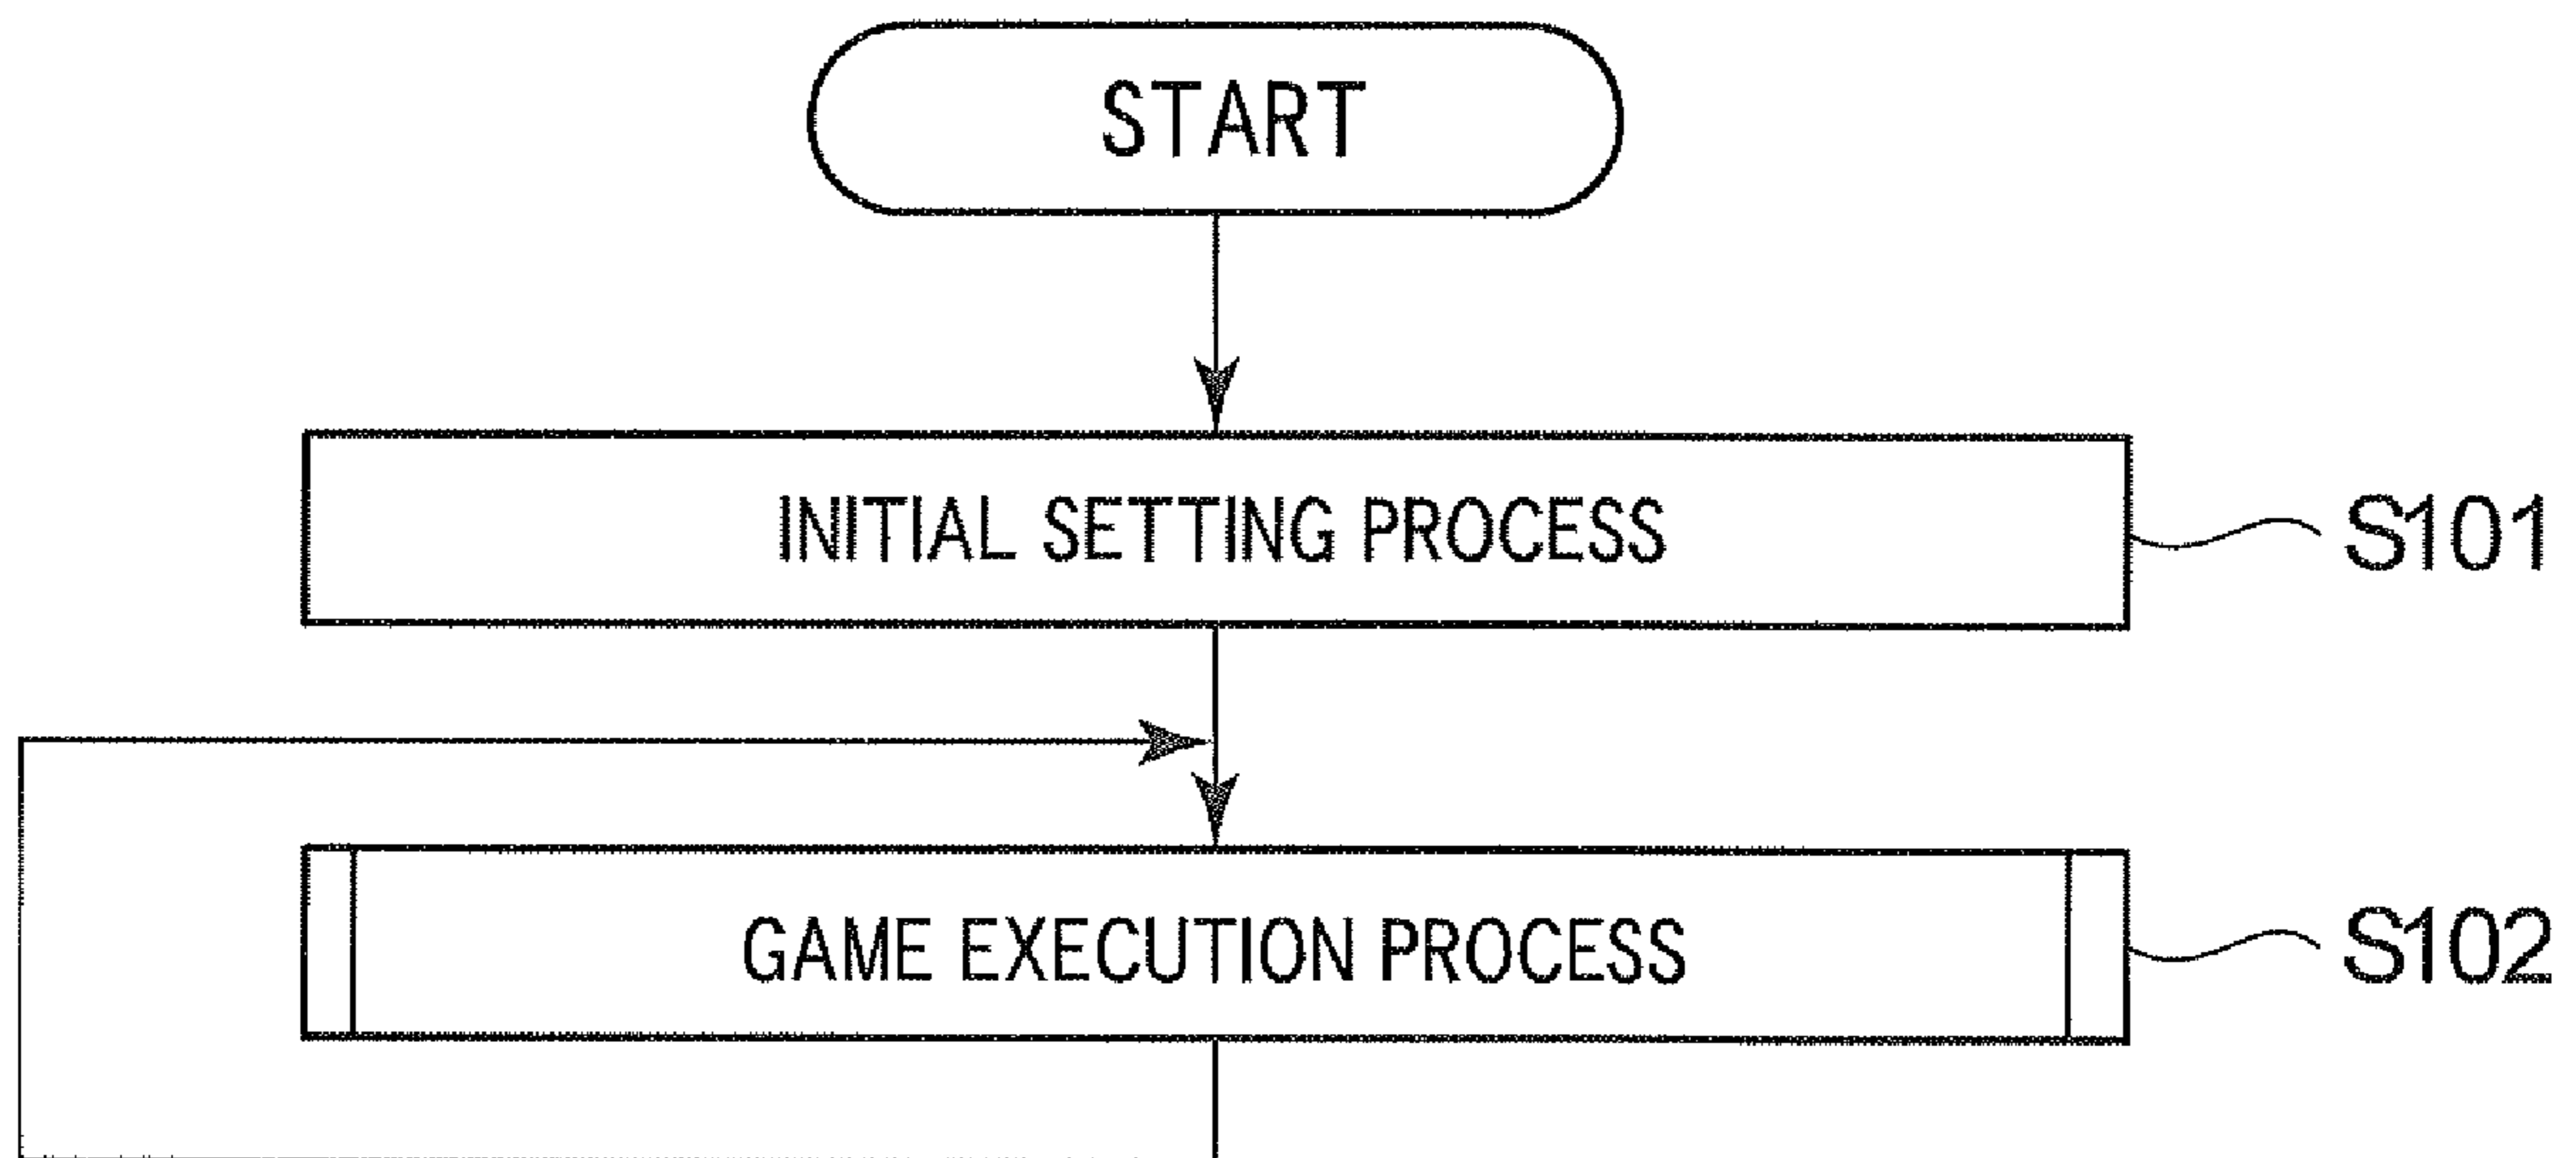 START
INITIAL SETTING PROCESS
S101
GAME EXECUTION PROCESS
S102